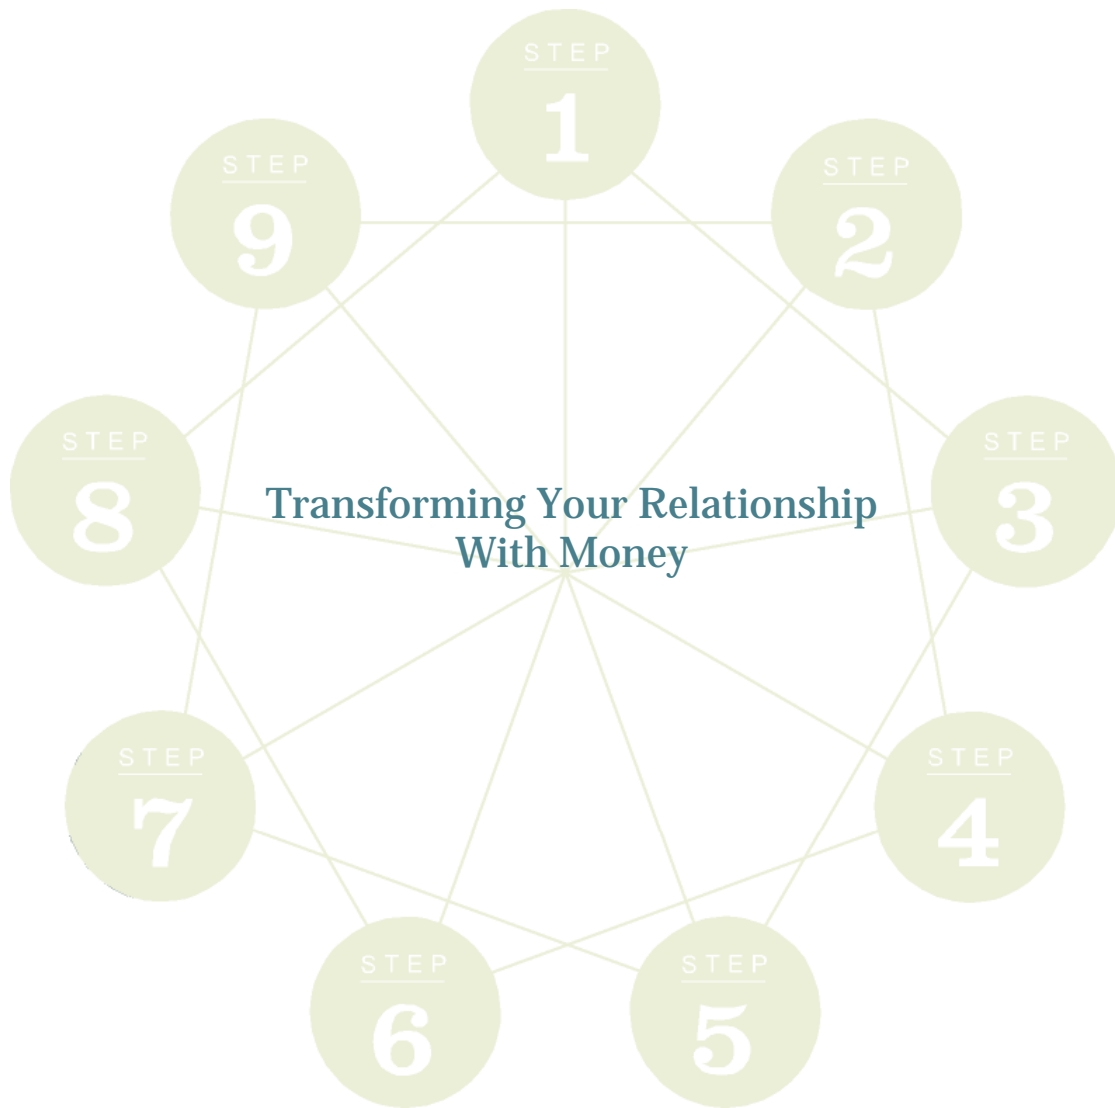 STEP
1
STEP
2
STEP
3
STEP
4
STEP
5
STEP
6
STEP
7
STEP
8
STEP
9
Transforming Your Relationship
With Money